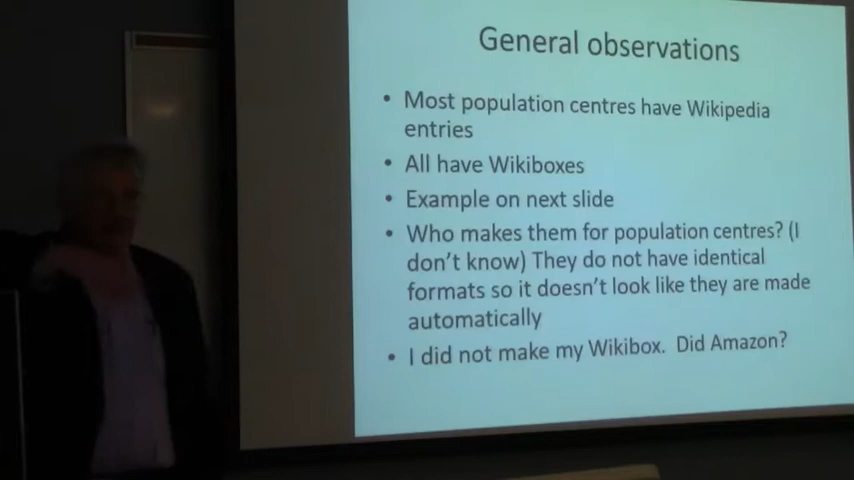 General observations
• Most population centres have Wikipedia
entries
• All have Wikiboxes
• Example on next slide
• Who makes them for population centres? (I
don't know) They do not have identical
formats so it doesn't look like they are made
automatically
• I did not make my Wikibox.  Did Amazon?